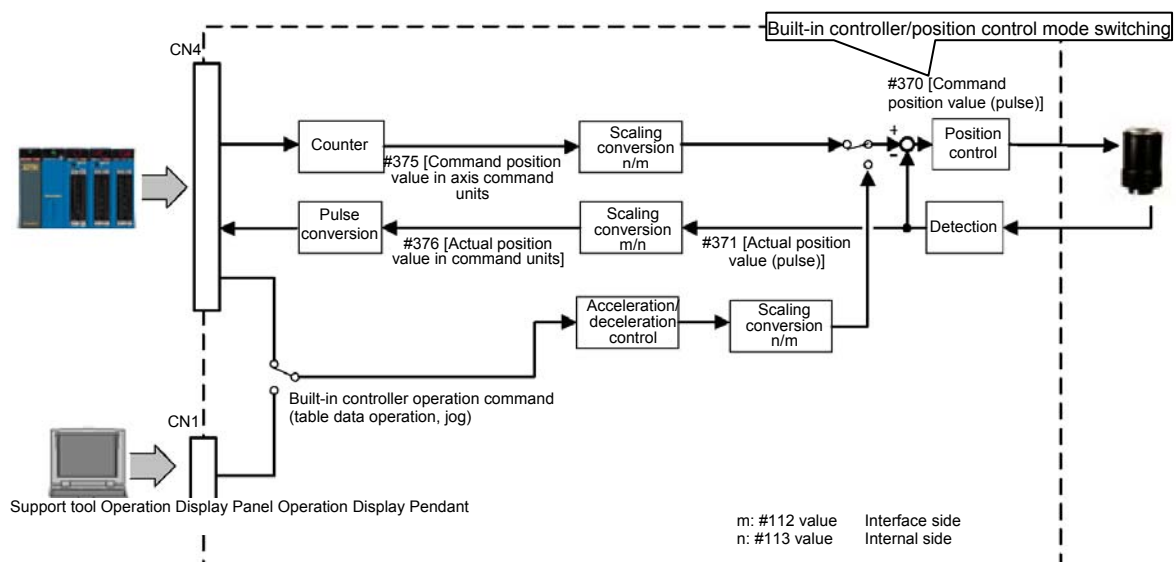 Built-in controller/position control mode switching
CN4
#370 [Command
position value (pulse)]
Counter
#375 [Command position
value in axis command
units
Scaling
conversion
n/m
+
-
Position
control
Pulse
conversion
#376 [Actual position
value in command units]
Scaling
conversion
m/n
#371 [Actual position
value (pulse)]
Detection
Acceleration/
deceleration
control
Scaling
conversion
n/m
Built-in controller operation command
(table data operation, jog)
CN1
Support tool Operation Display Panel Operation Display Pendant
m: #112 value Interface side
n: #113 value Internal side